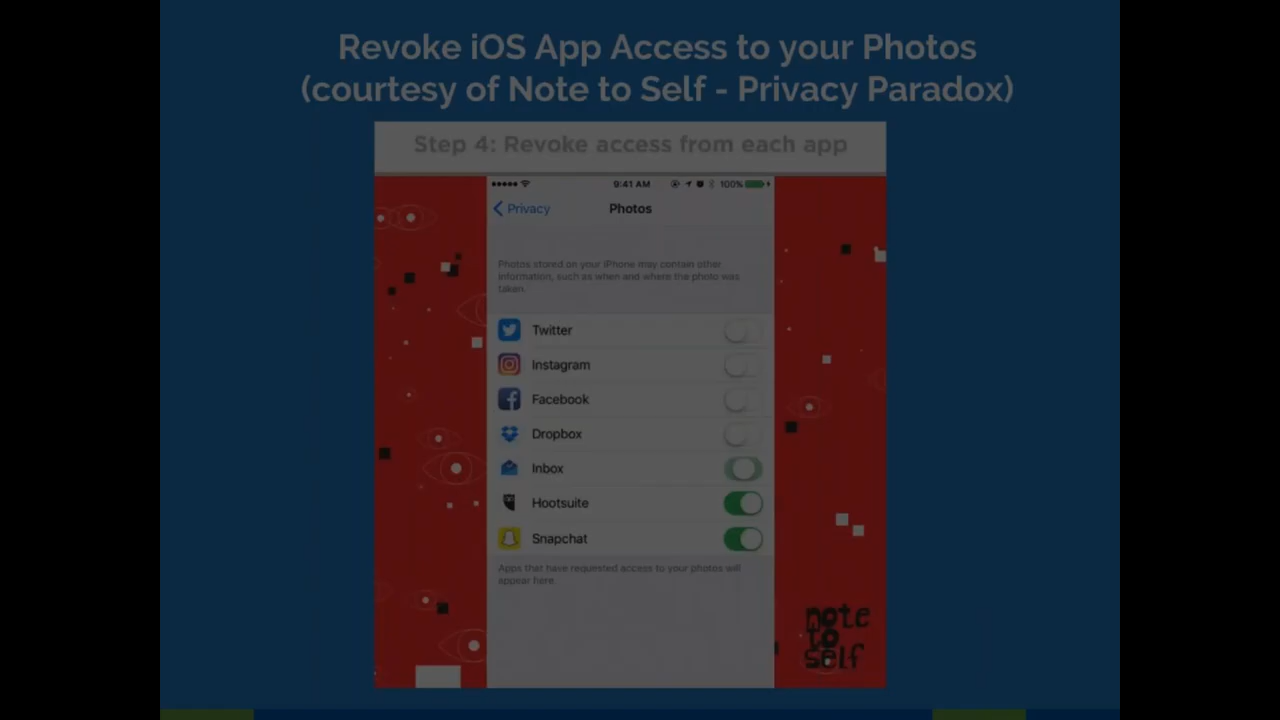 Revoke iOS App Access to your Photos
(courtesy of Note to Self - Privacy Paradox)
Step 4: Revoke access from each app
9:41 AM 100%
Privacy Photos
Photos stored on your iPhone may contain other
information, such as when and where the photo was
taken.
Twitter
Instagram
Facebook
Dropbox
Inbox
Hootsuite
Snapchat
Apps that have requested access to your photos will
appear here.
note
to
self